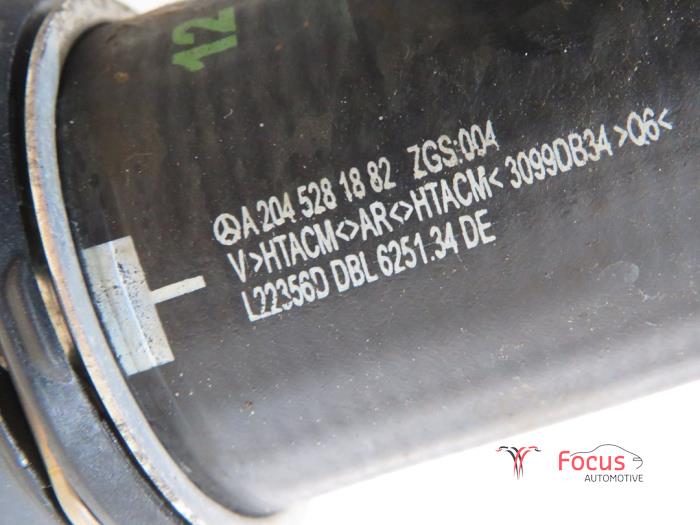 12
A 204 528 18 82 ZGS:004
V>HTACM<>AR<>HTACM< 3099DB34 >Q6<
L22356D DBL 6251.34 DE
Focus
AUTOMOTIVE